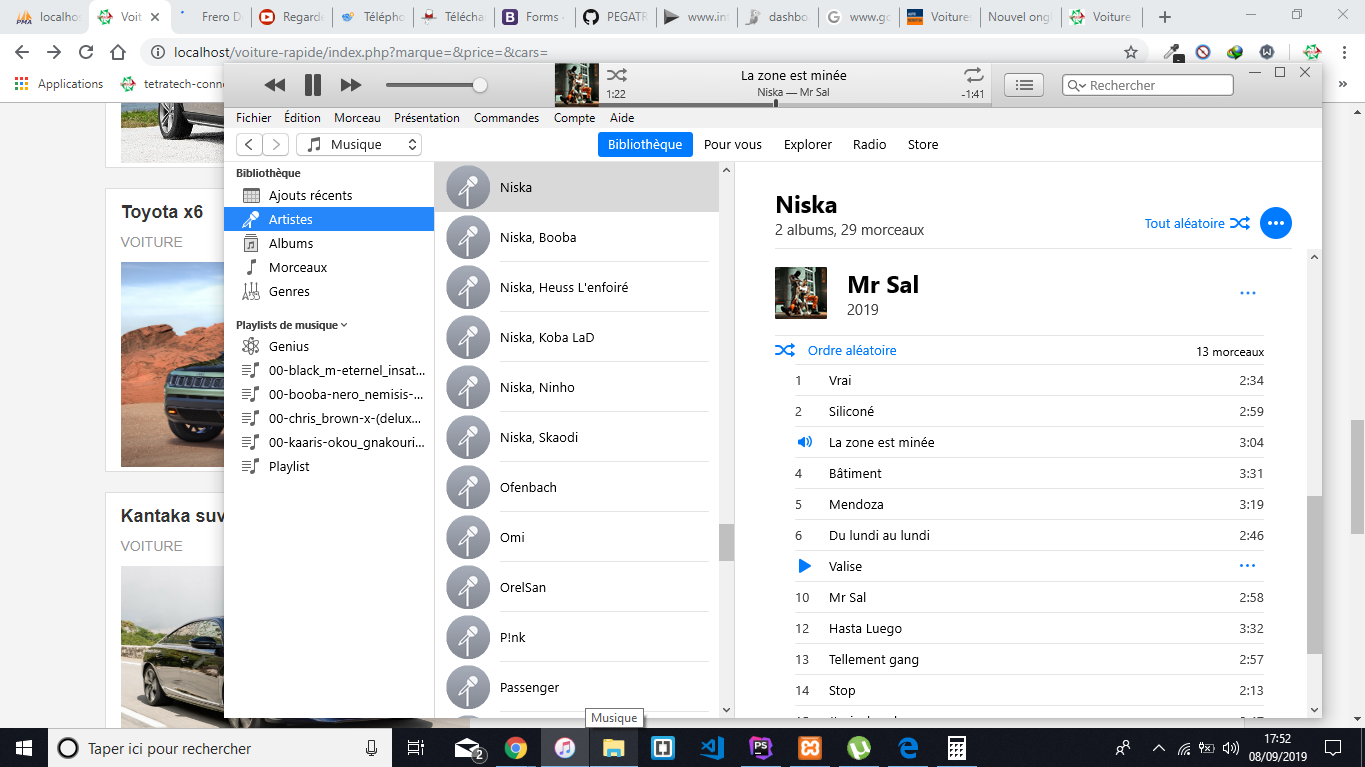 localhos
Voit
Frero D
Regarde
Télépho
Télécha
Forms -
PEGATR
www.int
dashbo
www.go
Voitures
Nouvel ongl
Voiture
localhost/voiture-rapide/index.php?marque=&price=&cars=
Applications
tetratech-conne
1:22
La zone est minée
Niska — Mr Sal
-1:41
Rechercher
Fichier Édition Morceau Présentation Commandes Compte Aide
Musique
Bibliothèque Pour vous Explorer Radio Store
Toyota x6
VOITURE
Kantaka suv
VOITURE
Bibliothèque
Ajouts récents
Artistes
Albums
Morceaux
Genres
Playlists de musique
Genius
00-black_m-eternel_insat...
00-booba-nero_nemisis-...
00-chris_brown-x-(delux...
00-kaaris-okou_gnakouri...
Playlist
Niska
Niska, Booba
Niska, Heuss L'enfoiré
Niska, Koba LaD
Niska, Ninho
Niska, Skaodi
Ofenbach
Omi
OrelSan
P!nk
Passenger
Niska
2 albums, 29 morceaux
Tout aléatoire
Mr Sal
2019
Ordre aléatoire
13 morceaux
1 Vrai 2:34
2 Siliconé 2:59
La zone est minée 3:04
4 Bâtiment 3:31
5 Mendoza 3:19
6 Du lundi au lundi 2:46
Valise
10 Mr Sal 2:58
12 Hasta Luego 3:32
13 Tellement gang 2:57
14 Stop 2:13
Musique
Taper ici pour rechercher
2
17:52
08/09/2019